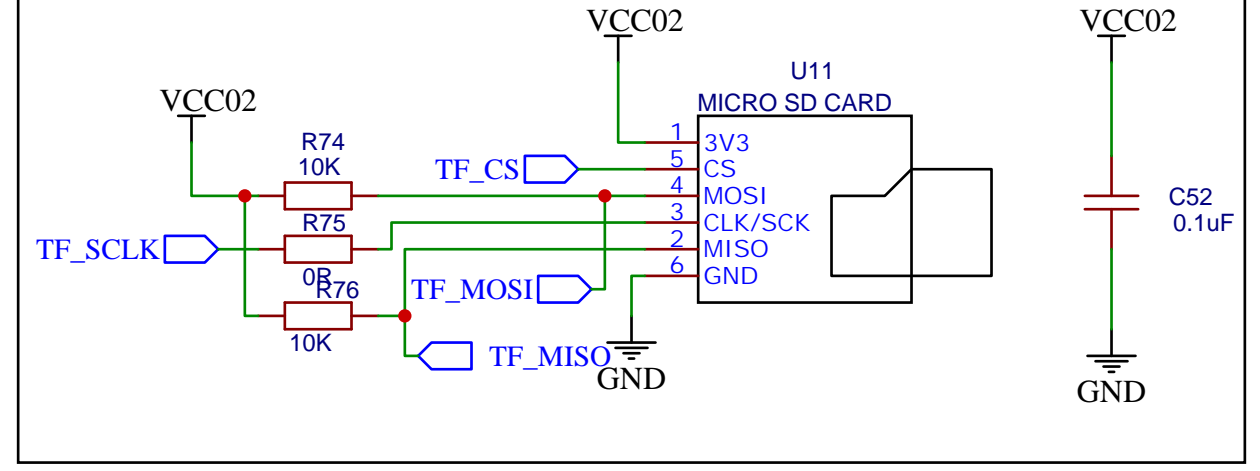 VCC02
VCC02
U11
MICRO SD CARD
VCC02
R74
10K
TF_CS
1 3V3
5 CS
4 MOSI
3 CLK/SCK
2 MISO
6 GND
C52
0.1uF
R75
TF_SCLK
0R
R76
TF_MOSI
10K
TF_MISO
GND
GND